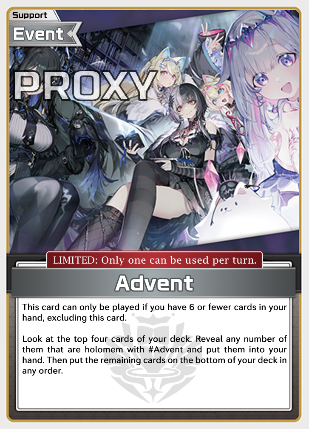 Support
Event
PROXY
LIMITED: Only one can be used per turn.
Advent
This card can only be played if you have 6 or fewer cards in
your hand, excluding this card.
Look at the top four cards of your deck. Reveal any number of
them that are holomem with #Advent and put them into your
hand. Then put the remaining cards on the bottom of your deck in
any order.